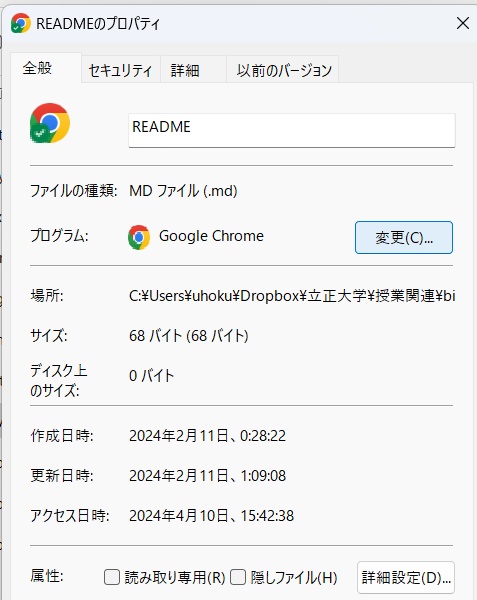 READMEのプロパティ
全般 セキュリティ 詳細 以前のバージョン
README
ファイルの種類: MD ファイル (.md)
プログラム: Google Chrome 変更(C)...
場所: C:¥Users¥uhoku¥Dropbox¥立正大学¥授業関連¥bi
サイズ: 68 バイト (68 バイト)
ディスク上
のサイズ: 0 バイト
作成日時: 2024年2月11日、0:28:22
更新日時: 2024年2月11日、1:09:08
アクセス日時: 2024年4月10日、15:42:38
属性: 読み取り専用(R) 隠しファイル(H) 詳細設定(D)...